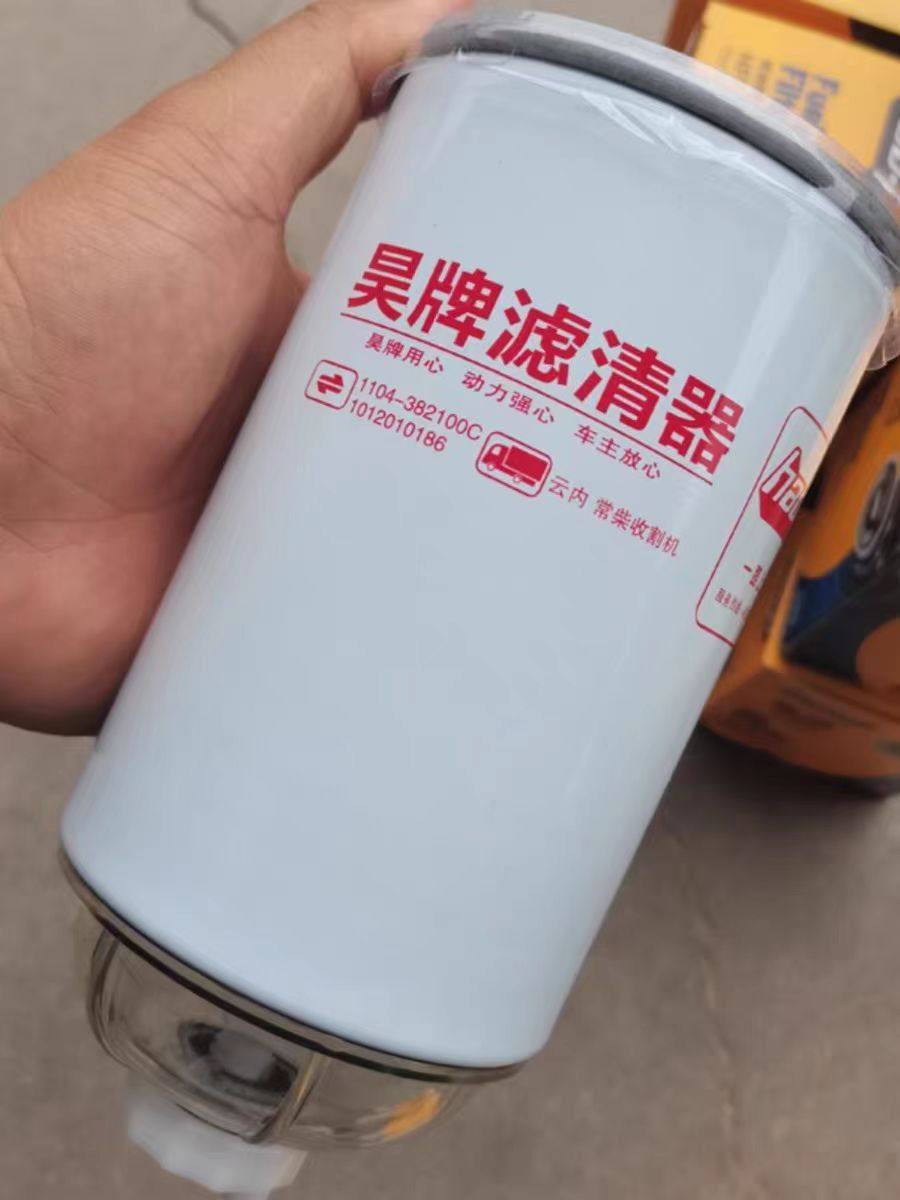 昊牌滤清器
昊牌用心 动力强心 车主放心
1104-382100C
1012010186
云内 常柴收割机